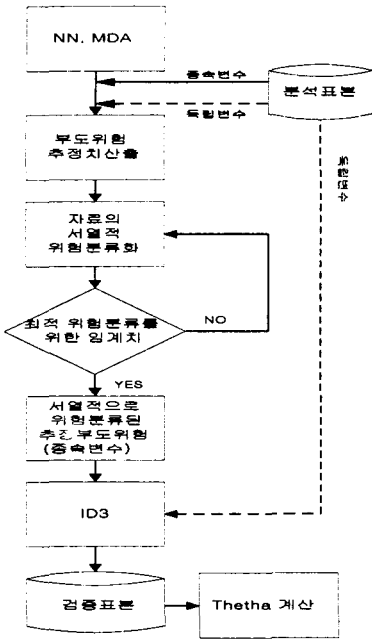 NN, MDA
종속변수
분석표본
독립변수
부도위험
추정치산출
독립변수
자료의
서열적
위험분류화
최적 위험분류를
위한 임계치
NO
YES
서열적으로
위험분류된
추정부도위험
(종속변수)
ID3
검증표본
Thetha 계산